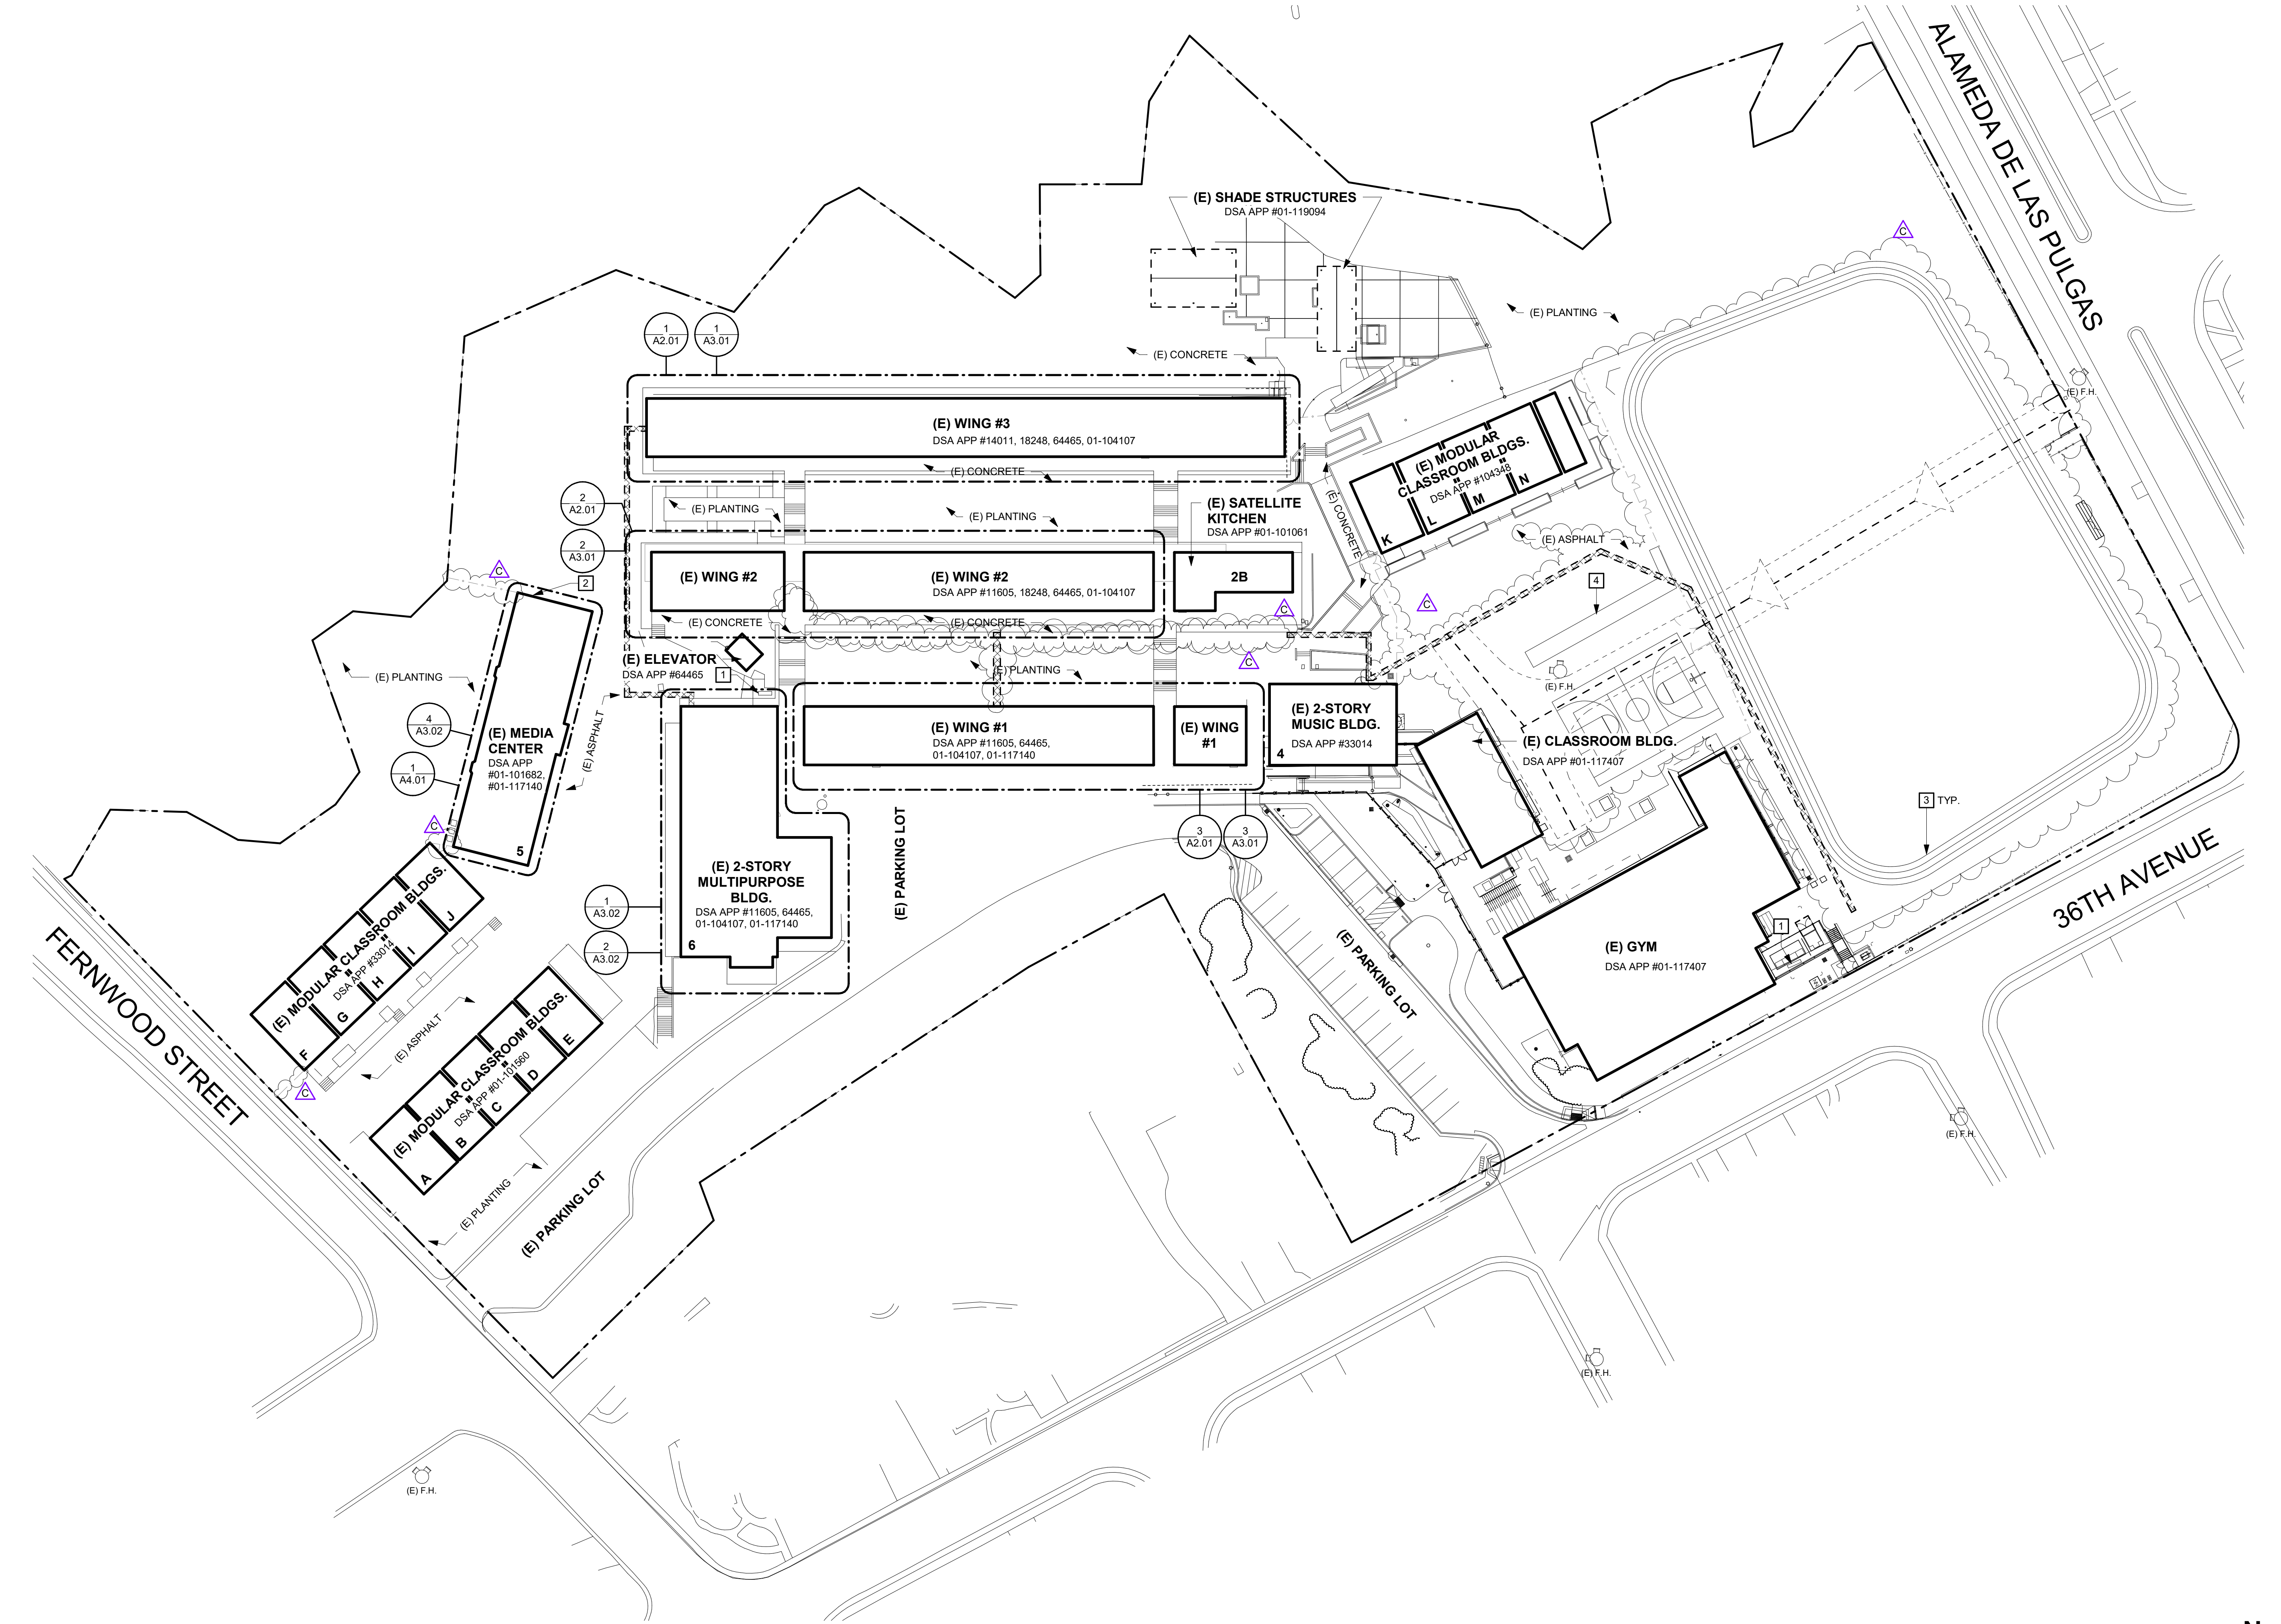 ALAMEDA DE LAS PULGAS
(E) SHADE STRUCTURES
DSA APP #01-119094
C
(E) PLANTING
1
A2.01
1
A3.01
(E) CONCRETE
(E) F.H.
(E) WING #3
DSA APP #14011, 18248, 64465, 01-104107
(E) CONCRETE
(E) MODULAR
CLASSROOM BLDGS.
DSA APP #104348
K
L
M
N
2
A2.01
(E) PLANTING
(E) PLANTING
(E) SATELLITE
KITCHEN
DSA APP #01-101061
(E) CONCRETE
(E) ASPHALT
2
A3.01
C
2
(E) WING #2
(E) WING #2
DSA APP #11605, 18248, 64465, 01-104107
2B
4
C
C
(E) CONCRETE
(E) CONCRETE
(E) ELEVATOR
DSA APP #64465
1
(E) PLANTING
C
(E) PLANTING
(E) F.H.
4
A3.02
(E) MEDIA
CENTER
DSA APP
#01-101682,
#01-117140
5
(E) ASPHALT
(E) WING #1
DSA APP #11605, 64465,
01-104107, 01-117140
(E) WING
#1
(E) 2-STORY
MUSIC BLDG.
DSA APP #33014
4
(E) CLASSROOM BLDG.
DSA APP #01-117407
1
A4.01
3 TYP.
C
3
A2.01
3
A3.01
(E) PARKING LOT
(E) 2-STORY
MULTIPURPOSE
BLDG.
DSA APP #11605, 64465,
01-104107, 01-117140
6
1
A3.02
2
A3.02
36TH AVENUE
(E) GYM
DSA APP #01-117407
1
(E) PARKING LOT
(E) MODULAR CLASSROOM BLDGS.
DSA APP #33014
F
G
H
I
J
(E) ASPHALT
FERNWOOD STREET
C
(E) MODULAR CLASSROOM BLDGS.
DSA APP #01-101560
A
B
C
D
E
(E) PLANTING
(E) PARKING LOT
(E) F.H.
(E) F.H.
(E) F.H.